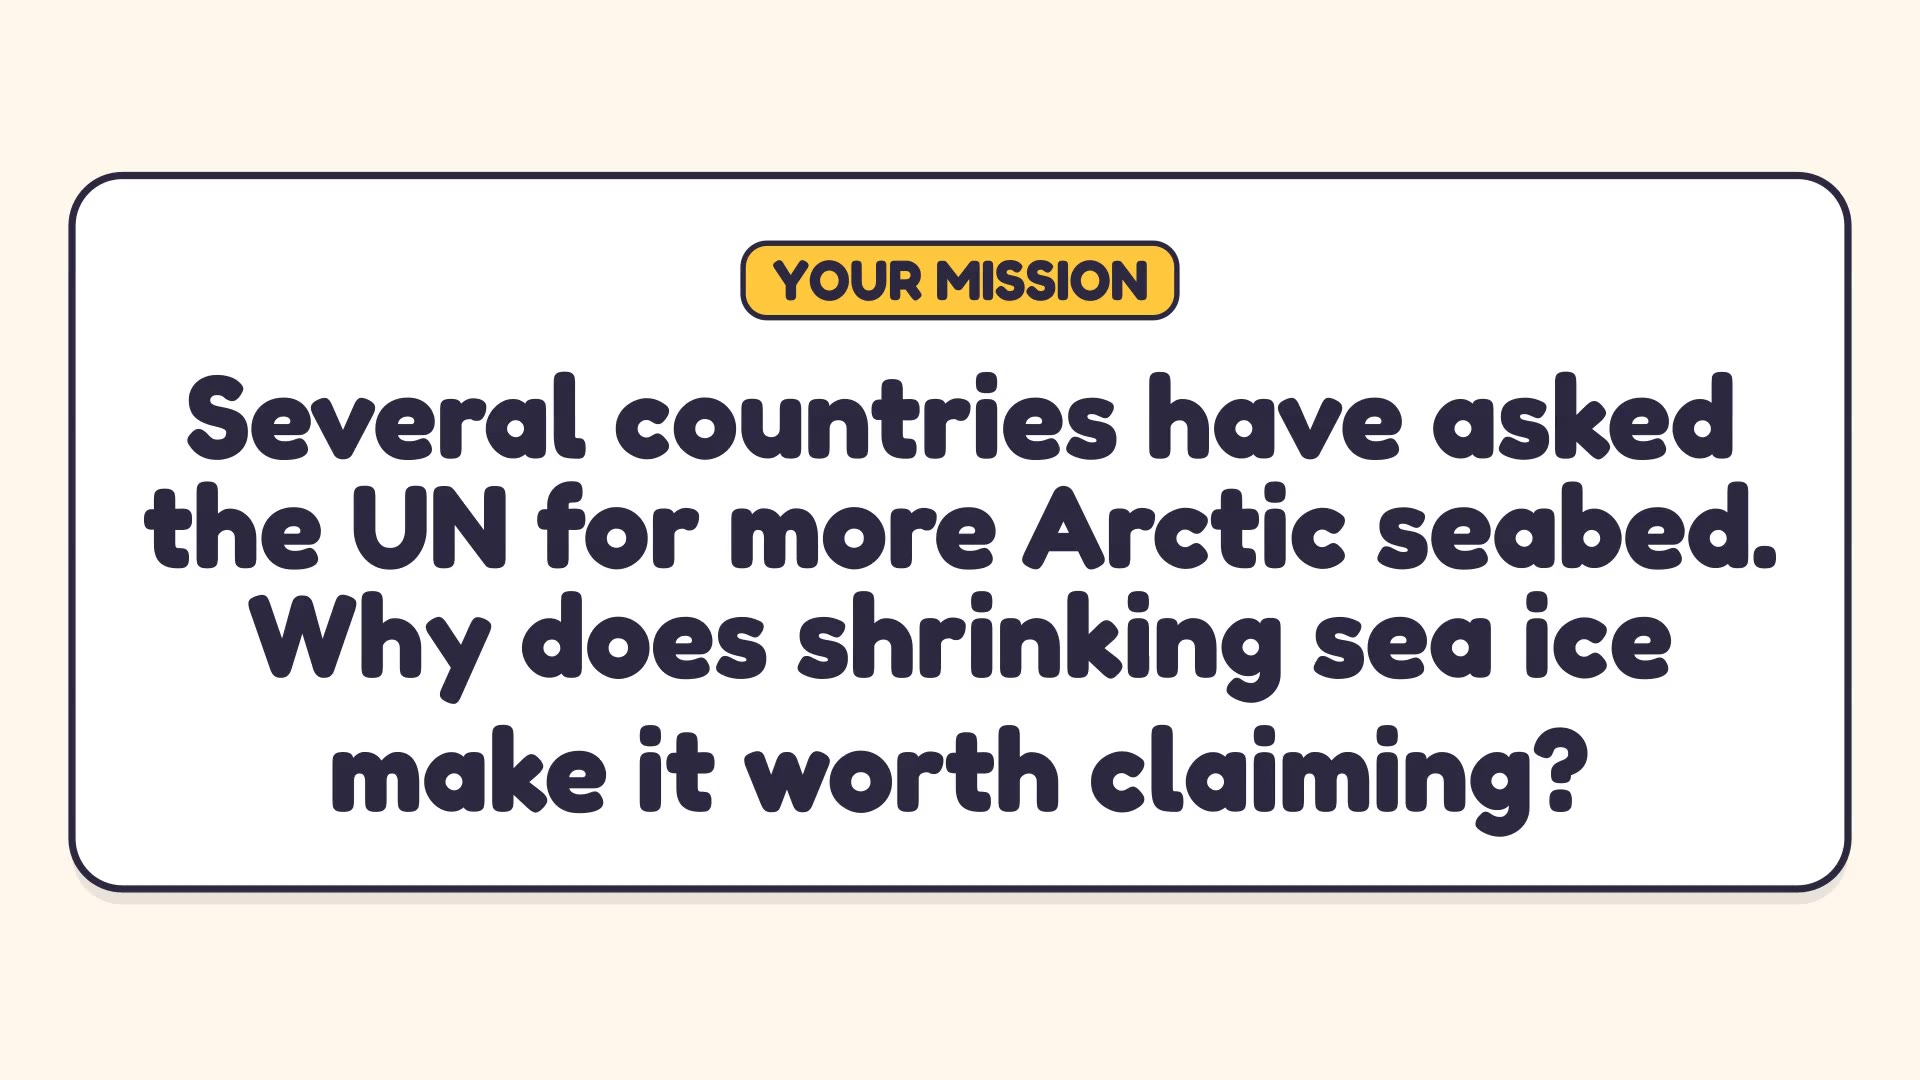 YOUR MISSION
Several countries have asked
the UN for more Arctic seabed.
Why does shrinking sea ice
make it worth claiming?